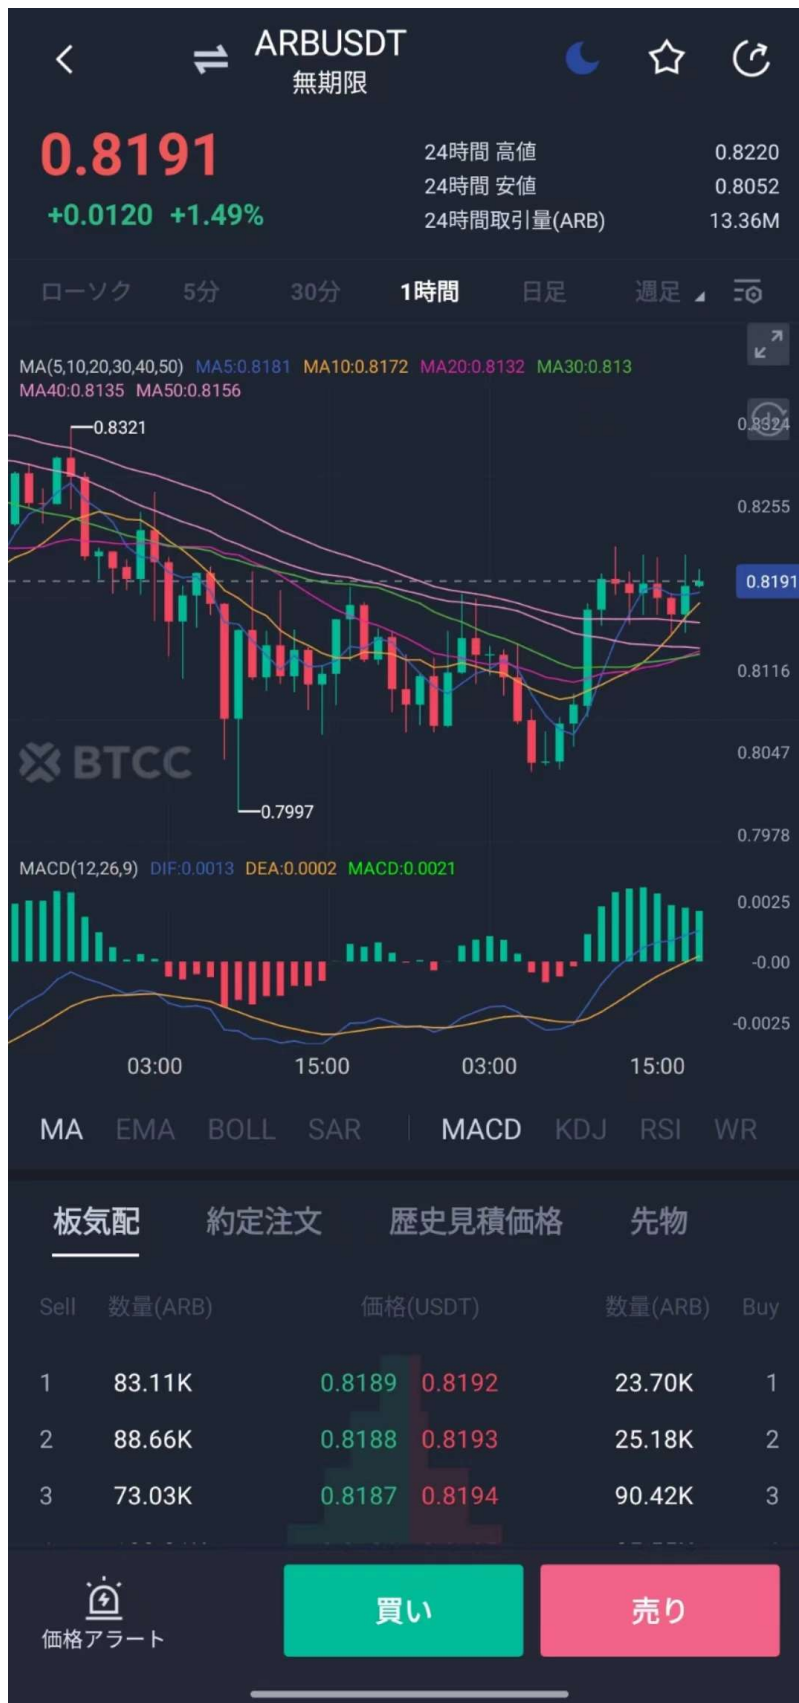 ARBUSDT
無期限
0.8191
+0.0120 +1.49%
24時間 高値 0.8220
24時間 安値 0.8052
24時間取引量(ARB) 13.36M
ローソク 5分 30分 1時間 日足 週足
MA(5,10,20,30,40,50) MA5:0.8181 MA10:0.8172 MA20:0.8132 MA30:0.813
MA40:0.8135 MA50:0.8156
0.8321
0.8324
0.8255
0.8191
0.8116
0.8047
BTCC
0.7997
0.7978
MACD(12,26,9) DIF:0.0013 DEA:0.0002 MACD:0.0021
0.0025
-0.00
-0.0025
03:00 15:00 03:00 15:00
MA EMA BOLL SAR MACD KDJ RSI WR
板気配 約定注文 歴史見積価格 先物
Sell 数量(ARB) 価格(USDT) 数量(ARB) Buy
1 83.11K 0.8189 0.8192 23.70K 1
2 88.66K 0.8188 0.8193 25.18K 2
3 73.03K 0.8187 0.8194 90.42K 3
価格アラート 買い 売り